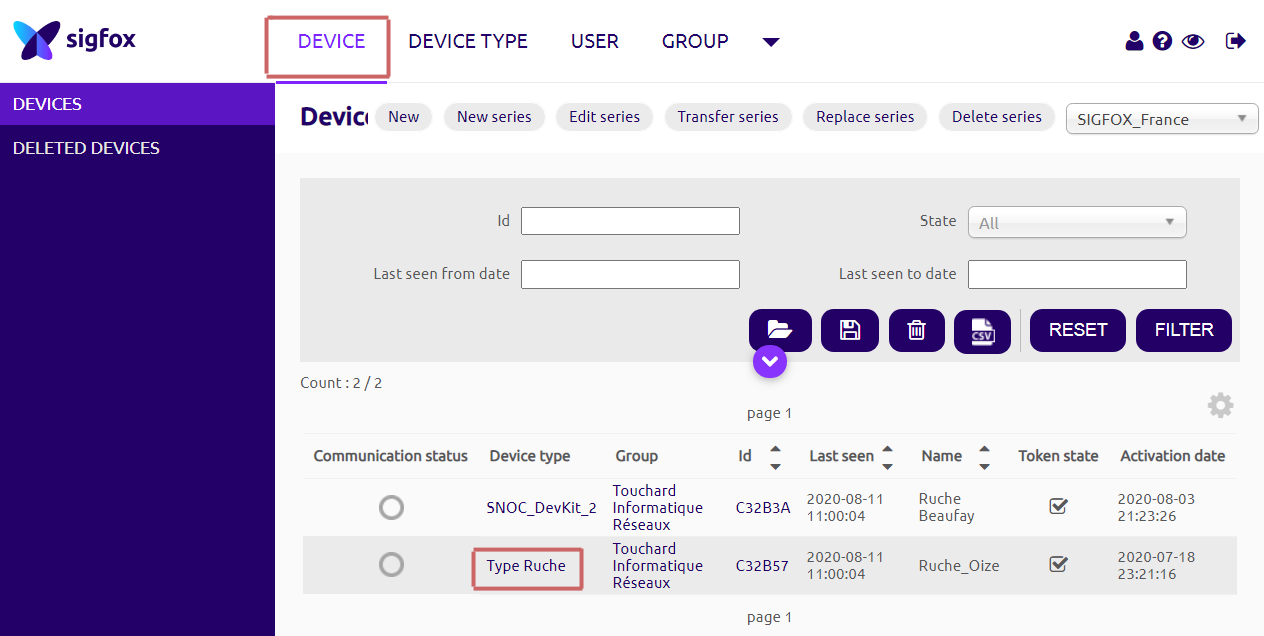 sigfox
DEVICE DEVICE TYPE USER GROUP
DEVICES
DELETED DEVICES
Device New New series Edit series Transfer series Replace series Delete series SIGFOX_France
Id State All
Last seen from date Last seen to date
CSV RESET FILTER
Count : 2 / 2
page 1
Communication status Device type Group Id Last seen Name Token state Activation date
SNOC_DevKit_2 Touchard Informatique Réseaux C32B3A 2020-08-11 11:00:04 Ruche Beaufay 2020-08-03 21:23:26
Type Ruche Touchard Informatique Réseaux C32B57 2020-08-11 11:00:04 Ruche_Oize 2020-07-18 23:21:16
page 1